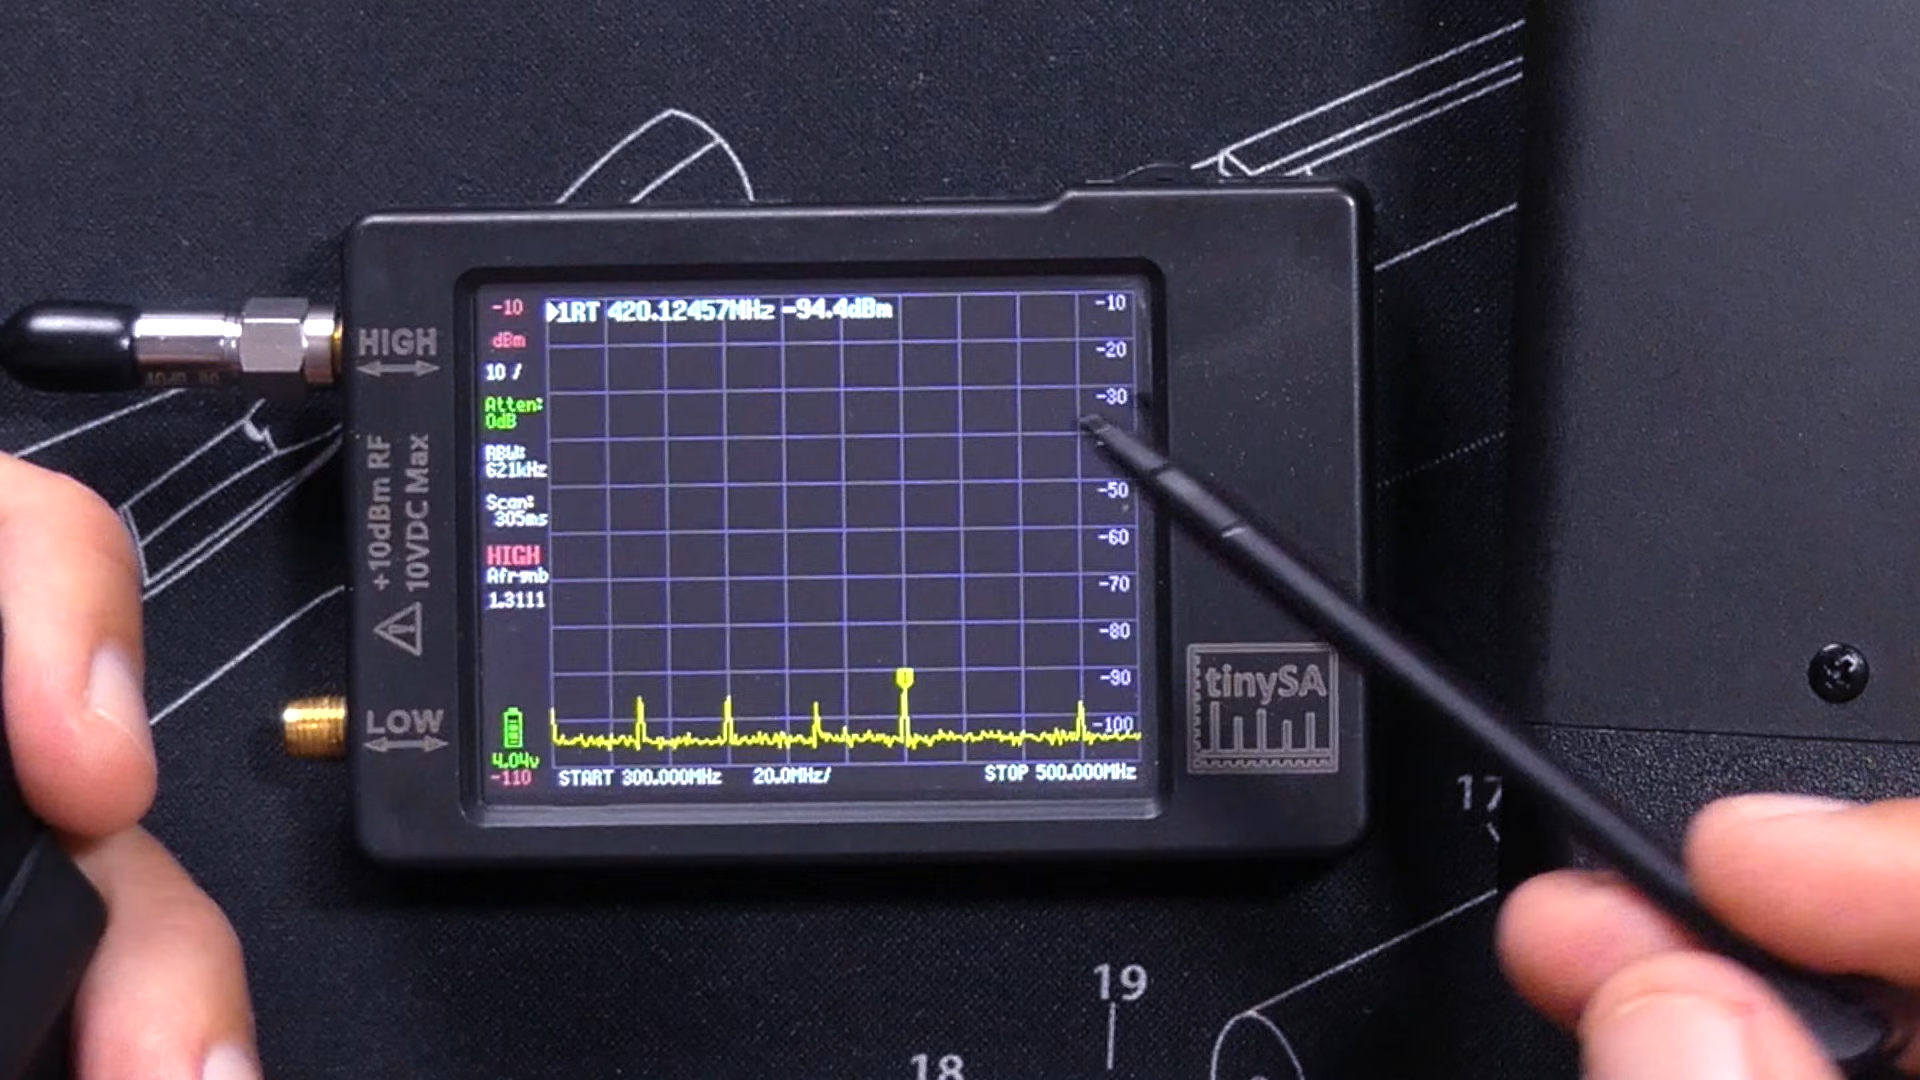 -10
▶1RT 420.12457MHz -94.4dBm
-10
dBm
-20
10 /
-30
Atten:
0dB
RBW:
621kHz
-50
Scan:
305ms
-60
HIGH
-70
1.3111
-80
-90
-100
4.04v
-110
START 300.000MHz 20.0MHz/ STOP 500.000MHz
HIGH
+10dBm RF
10VDC Max
LOW
tinySA
17
18
19